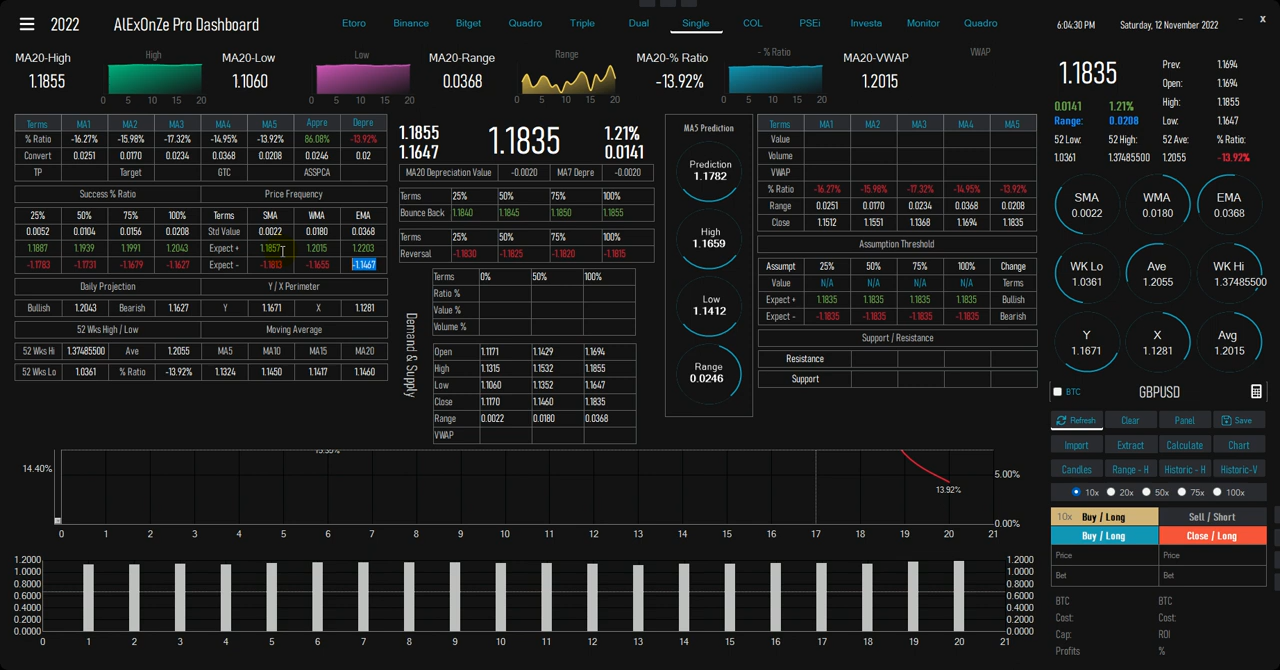 2022 AlExOnZe Pro Dashboard Etoro Binance Bitget Quadro Triple Dual Single COL PSEi Investa Monitor Quadro 6:04:30 PM Saturday, 12 November 2022 – x
MA20-High High MA20-Low Low MA20-Range Range MA20-% Ratio - % Ratio MA20-VWAP VWAP
1.1855 1.1060 0.0368 -13.92% 1.2015
0 5 10 15 20 0 5 10 15 20 0 5 10 15 20 0 5 10 15 20
Terms MA1 MA2 MA3 MA4 MA5 Appre Depre
% Ratio -16.27% -15.98% -17.32% -14.95% -13.92% 86.08% -13.92%
Convert 0.0251 0.0170 0.0234 0.0368 0.0208 0.0246 0.02
TP Target GTC ASSPCA
Success % Ratio Price Frequency
25% 50% 75% 100% Terms SMA WMA EMA
0.0052 0.0104 0.0156 0.0208 Std Value 0.0022 0.0180 0.0368
1.1887 1.1939 1.1991 1.2043 Expect + 1.1857 1.2015 1.2203
-1.1783 -1.1731 -1.1679 -1.1627 Expect - -1.1813 -1.1655 -1.1467
Daily Projection Y / X Perimeter
Bullish 1.2043 Bearish 1.1627 Y 1.1671 X 1.1281
52 Wks High / Low Moving Average
52 Wks Hi 1.37485500 Ave 1.2055 MA5 MA10 MA15 MA20
52 Wks Lo 1.0361 % Ratio -13.92% 1.1324 1.1450 1.1417 1.1460
1.1855 1.1835 1.21%
1.1647 0.0141
MA20 Depreciation Value -0.0020 MA7 Depre -0.0020
Terms 25% 50% 75% 100%
Bounce Back 1.1840 1.1845 1.1850 1.1855
Terms 25% 50% 75% 100%
Reversal -1.1830 -1.1825 -1.1820 -1.1815
Demand & Supply
Terms 0% 50% 100%
Ratio %
Value %
Volume %
Open 1.1171 1.1429 1.1694
High 1.1315 1.1532 1.1855
Low 1.1060 1.1352 1.1647
Close 1.1170 1.1460 1.1835
Range 0.0022 0.0180 0.0368
VWAP
MA5 Prediction
Prediction
1.1782
High
1.1659
Low
1.1412
Range
0.0246
Terms MA1 MA2 MA3 MA4 MA5
Value
Volume
VWAP
% Ratio -16.27% -15.98% -17.32% -14.95% -13.92%
Range 0.0251 0.0170 0.0234 0.0368 0.0208
Close 1.1512 1.1551 1.1368 1.1694 1.1835
Assumption Threshold
Assumpt 25% 50% 75% 100% Change
Value N/A N/A N/A N/A Terms
Expect + 1.1835 1.1835 1.1835 1.1835 Bullish
Expect - -1.1835 -1.1835 -1.1835 -1.1835 Bearish
Support / Resistance
Resistance
Support
1.1835
Prev: 1.1694
Open: 1.1694
0.0141 1.21% High: 1.1855
Range: 0.0208 Low: 1.1647
52 Low: 52 High: 52 Ave: % Ratio:
1.0361 1.37485500 1.2055 -13.92%
SMA WMA EMA
0.0022 0.0180 0.0368
WK Lo Ave WK Hi
1.0361 1.2055 1.37485500
Y X Avg
1.1671 1.1281 1.2015
BTC GBPUSD
Refresh Clear Panel Save
Import Extract Calculate Chart
Candles Range - H Historic - H Historic-V
10x 20x 50x 75x 100x
10x Buy / Long Sell / Short
Buy / Long Close / Long
Price Price
Bet Bet
BTC BTC
Cost: Cost:
Cap: ROI
Profits %
14.40% 5.00%
13.92%
0.00%
0 1 2 3 4 5 6 7 8 9 10 11 12 13 14 15 16 17 18 19 20 21
1.2000 1.2000
1.0000 1.0000
0.8000 0.8000
0.6000 0.6000
0.4000 0.4000
0.2000 0.2000
0.0000 0.0000
0 1 2 3 4 5 6 7 8 9 10 11 12 13 14 15 16 17 18 19 20 21